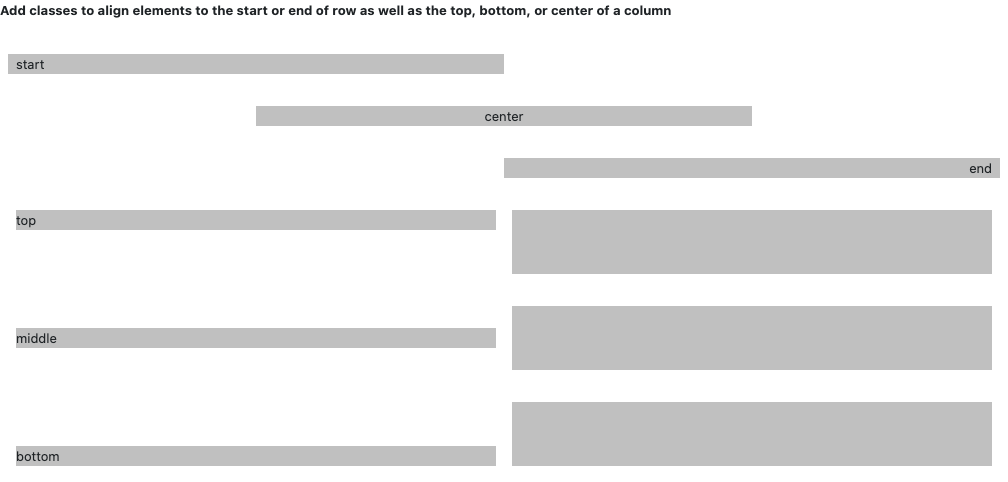 Add classes to align elements to the start or end of row as well as the top, bottom, or center of a column
start
center
end
top
middle
bottom